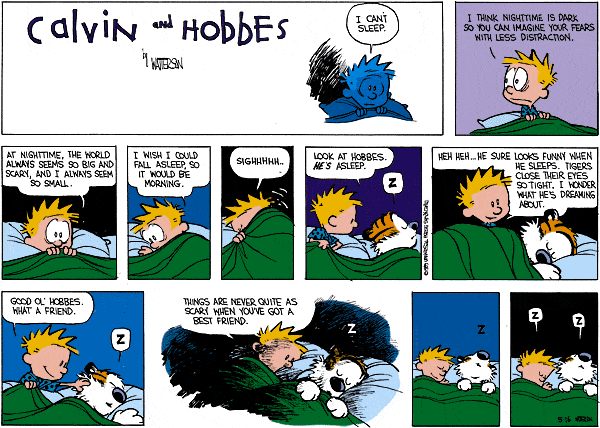 Calvin and HOBBES
by WATTERSON
I CAN'T
SLEEP.
I THINK NIGHTTIME IS DARK
SO YOU CAN IMAGINE YOUR FEARS
WITH LESS DISTRACTION.
AT NIGHTTIME, THE WORLD
ALWAYS SEEMS SO BIG AND
SCARY, AND I ALWAYS SEEM
SO SMALL.
I WISH I COULD
FALL ASLEEP, SO
IT WOULD BE
MORNING.
SIGHHHHH..
LOOK AT HOBBES.
HE'S ASLEEP.
Z
HEH HEH...HE SURE LOOKS FUNNY WHEN
HE SLEEPS. TIGERS
CLOSE THEIR EYES
SO TIGHT. I WONDER
WHAT HE'S DREAMING
ABOUT.
GOOD OL' HOBBES.
WHAT A FRIEND.
Z
THINGS ARE NEVER QUITE AS
SCARY WHEN YOU'VE GOT A
BEST FRIEND.
Z
Z
Z
Z
5-16 WATTERSON